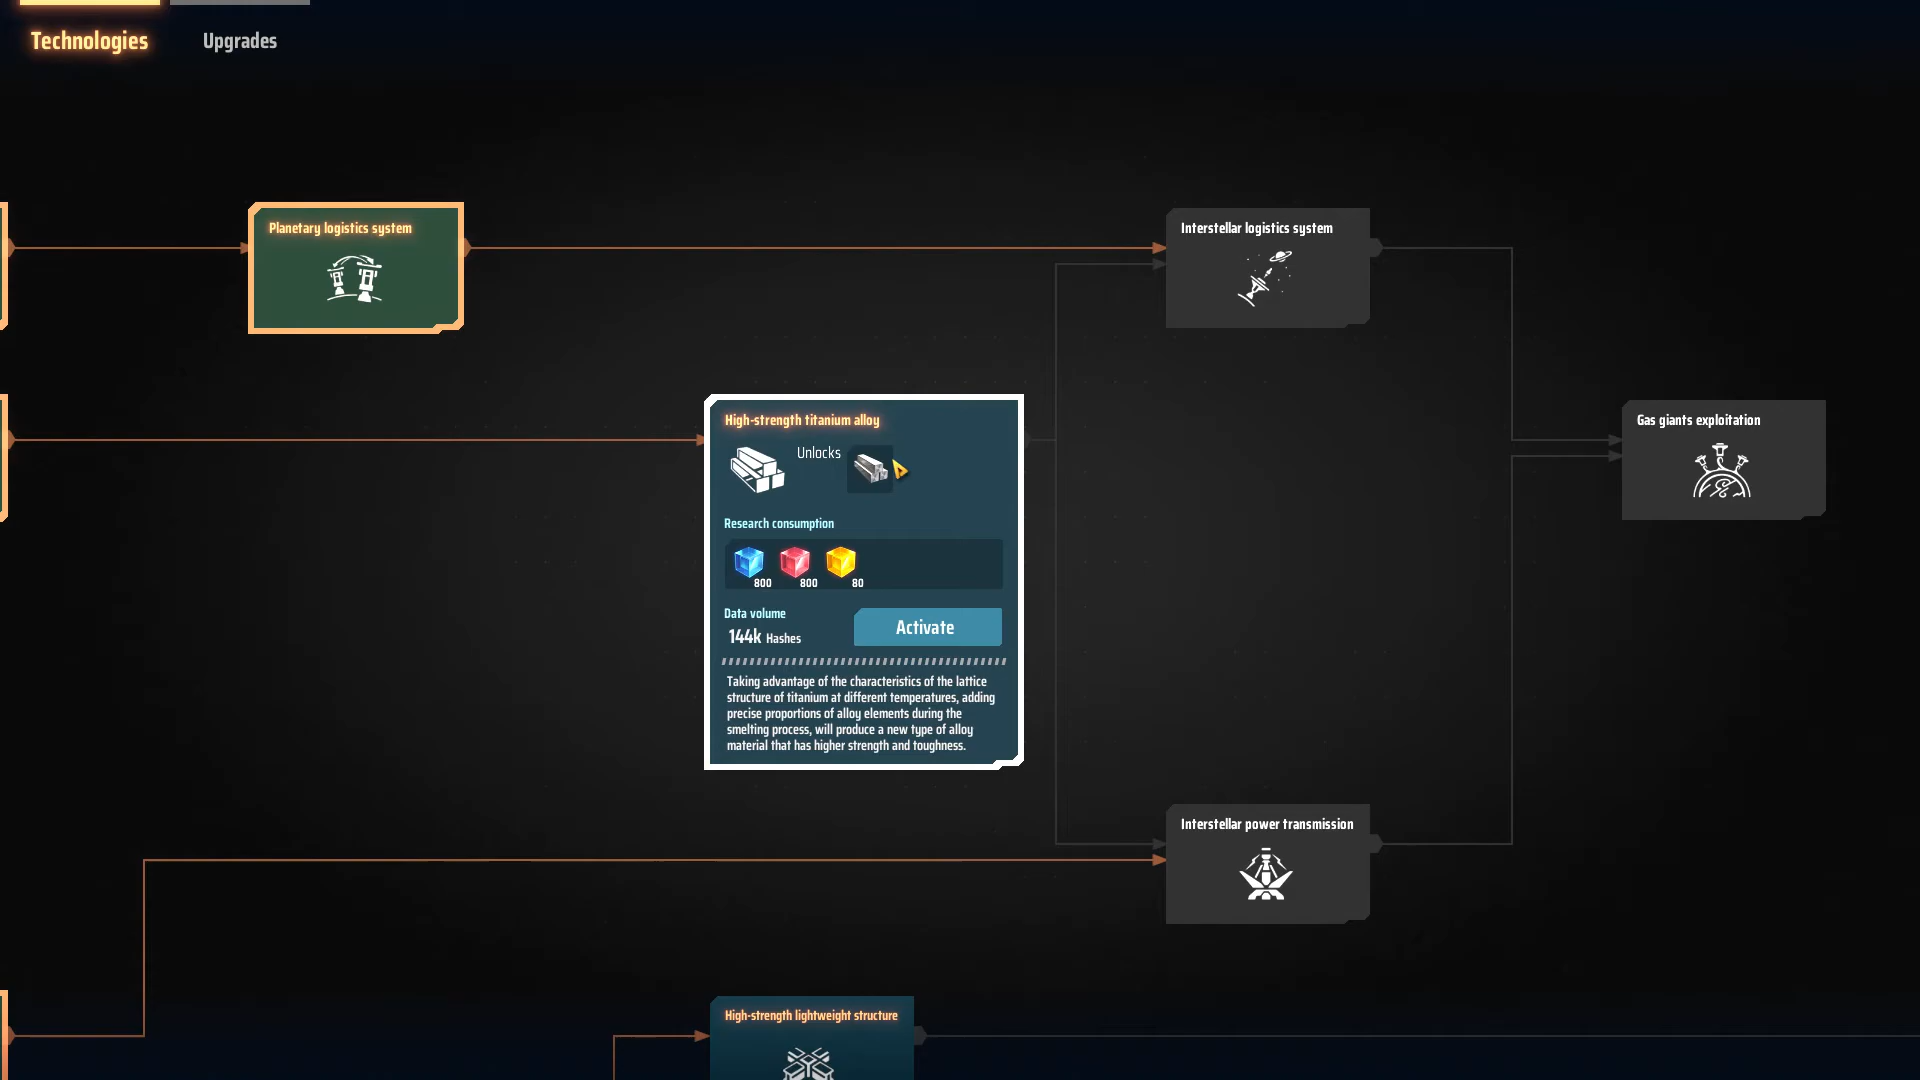 Technologies
Upgrades
Planetary logistics system
Interstellar logistics system
High-strength titanium alloy
Unlocks
Gas giants exploitation
Research consumption
800
800
80
Data volume
144k Hashes
Activate
Taking advantage of the characteristics of the lattice
structure of titanium at different temperatures, adding
precise proportions of alloy elements during the
smelting process, will produce a new type of alloy
material that has higher strength and toughness.
Interstellar power transmission
High-strength lightweight structure